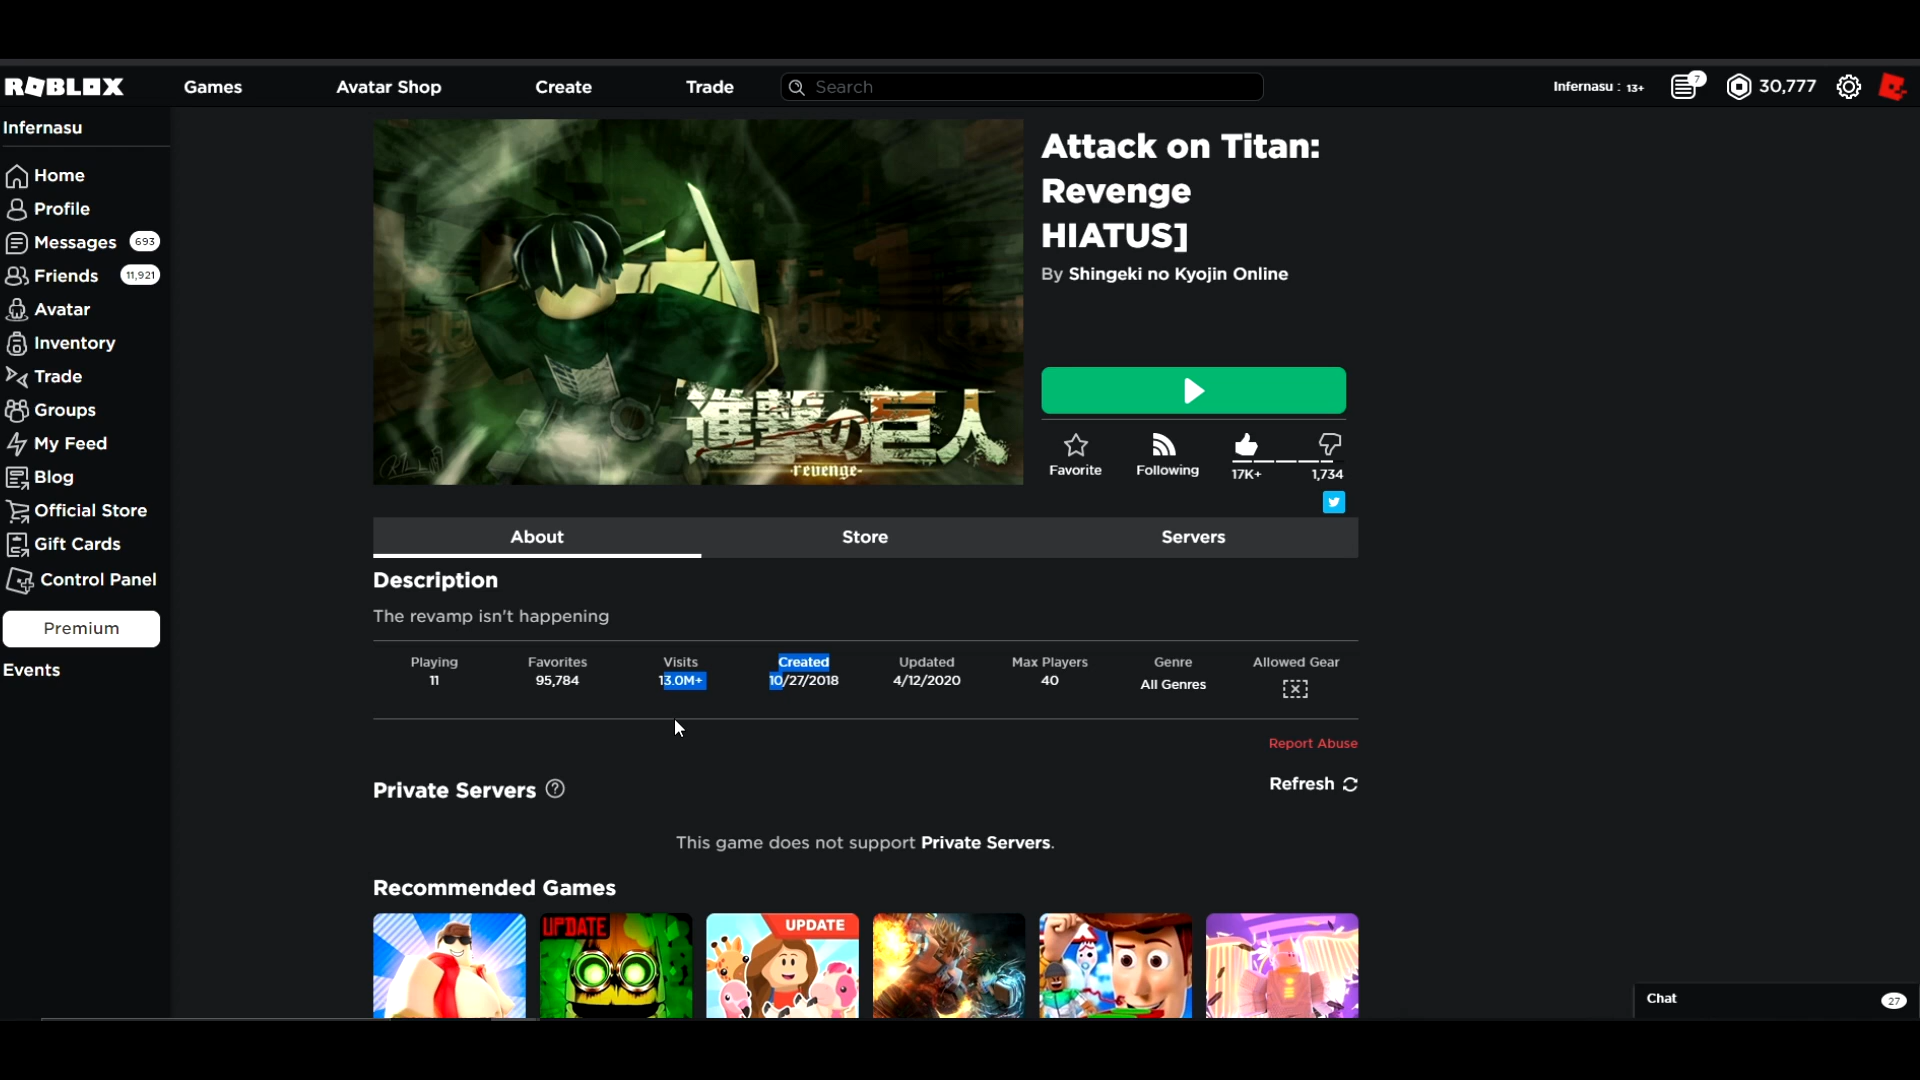 ROBLOX
Games
Avatar Shop
Create
Trade
Search
Infernasu : 13+
7
30,777
Infernasu
Home
Profile
Messages 693
Friends 11,921
Avatar
Inventory
Trade
Groups
My Feed
Blog
Official Store
Gift Cards
Control Panel
Premium
Events
進撃の巨人
-revenge-
Attack on Titan:
Revenge
HIATUS]
By Shingeki no Kyojin Online
Favorite
Following
17K+
1,734
About
Store
Servers
Description
The revamp isn't happening
Playing
11
Favorites
95,784
Visits
13.0M+
Created
10/27/2018
Updated
4/12/2020
Max Players
40
Genre
All Genres
Allowed Gear
Report Abuse
Private Servers
Refresh
This game does not support Private Servers.
Recommended Games
UPDATE
UPDATE
Chat
27